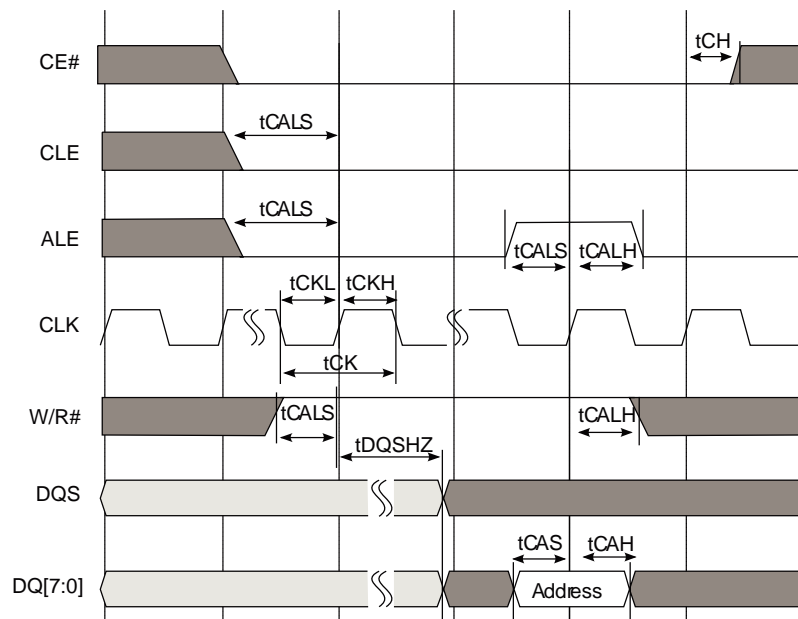 tCH
CE#
tCALS
CLE
tCALS
ALE
tCALS tCALH
tCKL tCKH
CLK
tCK
tCALS tCALH
W/R#
tDQSHZ
DQS
tCAS tCAH
DQ[7:0] Address